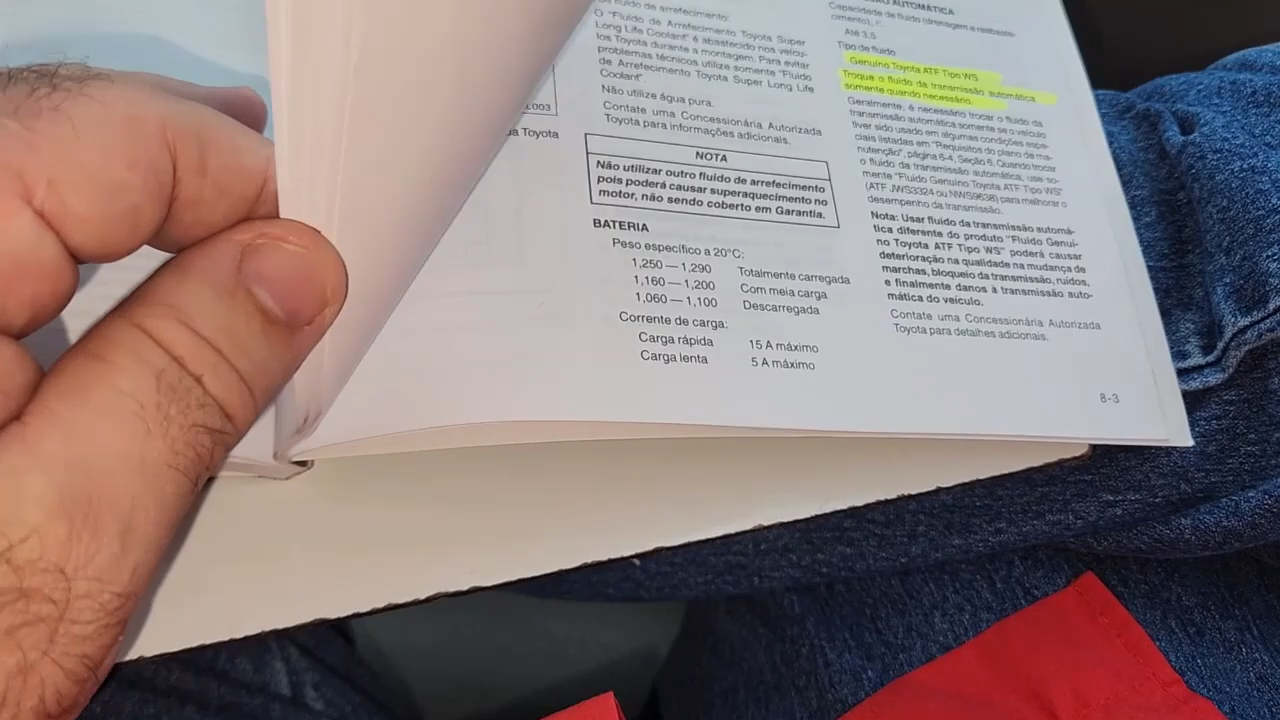 do fluido de arrefecimento:
O "Fluido de Arrefecimento Toyota Super
Long Life Coolant" é abastecido nos veícu-
los Toyota durante a montagem. Para evitar
problemas técnicos utilize somente "Fluido
de Arrefecimento Toyota Super Long Life
Coolant".
Não utilize água pura.
Contate uma Concessionária Autorizada
Toyota para informações adicionais.
NOTA
Não utilizar outro fluido de arrefecimento
pois poderá causar superaquecimento no
motor, não sendo coberto em Garantia.
BATERIA
Peso específico a 20°C:
1,250 — 1,290 Totalmente carregada
1,160 — 1,200 Com meia carga
1,060 — 1,100 Descarregada
Corrente de carga:
Carga rápida 15 A máximo
Carga lenta 5 A máximo
L003
Toyota
AUTOMÁTICA
Capacidade de fluido (drenagem e reabaste-
cimento),
Até 3,5
Tipo de fluido
Genuíno Toyota ATF Tipo WS
Troque o fluido da transmissão automática
somente quando necessário.
Geralmente, é necessário trocar o fluido da
transmissão automática somente se o veículo
tiver sido usado em algumas condições espe-
ciais listadas em "Requisitos do plano de ma-
nutenção", página 6-4, Seção 6. Quando trocar
o fluido da transmissão automática, use so-
mente "Fluido Genuíno Toyota ATF Tipo WS"
(ATF JWS3324 ou NWS9638) para melhorar o
desempenho da transmissão.
Nota: Usar fluido da transmissão automá-
tica diferente do produto "Fluido Genuí-
no Toyota ATF Tipo WS" poderá causar
deterioração na qualidade na mudança de
marchas, bloqueio da transmissão, ruídos,
e finalmente danos à transmissão auto-
mática do veículo.
Contate uma Concessionária Autorizada
Toyota para detalhes adicionais.
8-3